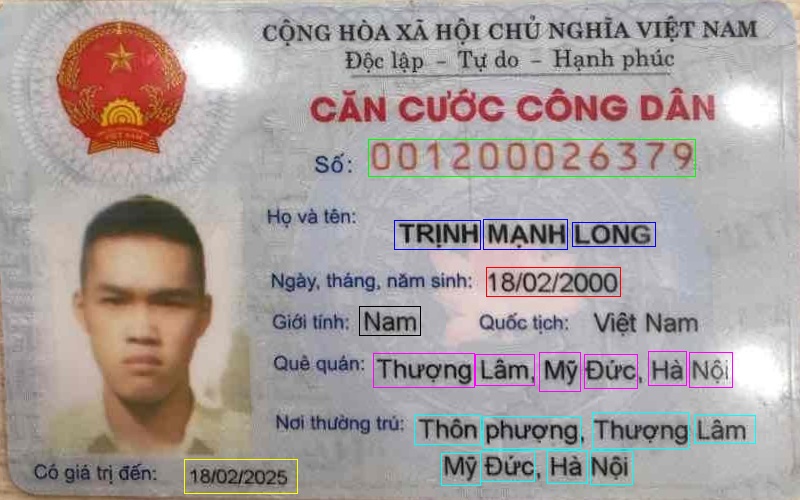 CỘNG HÒA XÃ HỘI CHỦ NGHĨA VIỆT NAM
Độc lập – Tự do – Hạnh phúc
CĂN CƯỚC CÔNG DÂN
Số: 001200026379
Họ và tên:
TRỊNH MẠNH LONG
Ngày, tháng, năm sinh: 18/02/2000
Giới tính: Nam Quốc tịch: Việt Nam
Quê quán: Thượng Lâm, Mỹ Đức, Hà Nội
Nơi thường trú: Thôn phượng, Thượng Lâm
Mỹ Đức, Hà Nội
Có giá trị đến: 18/02/2025